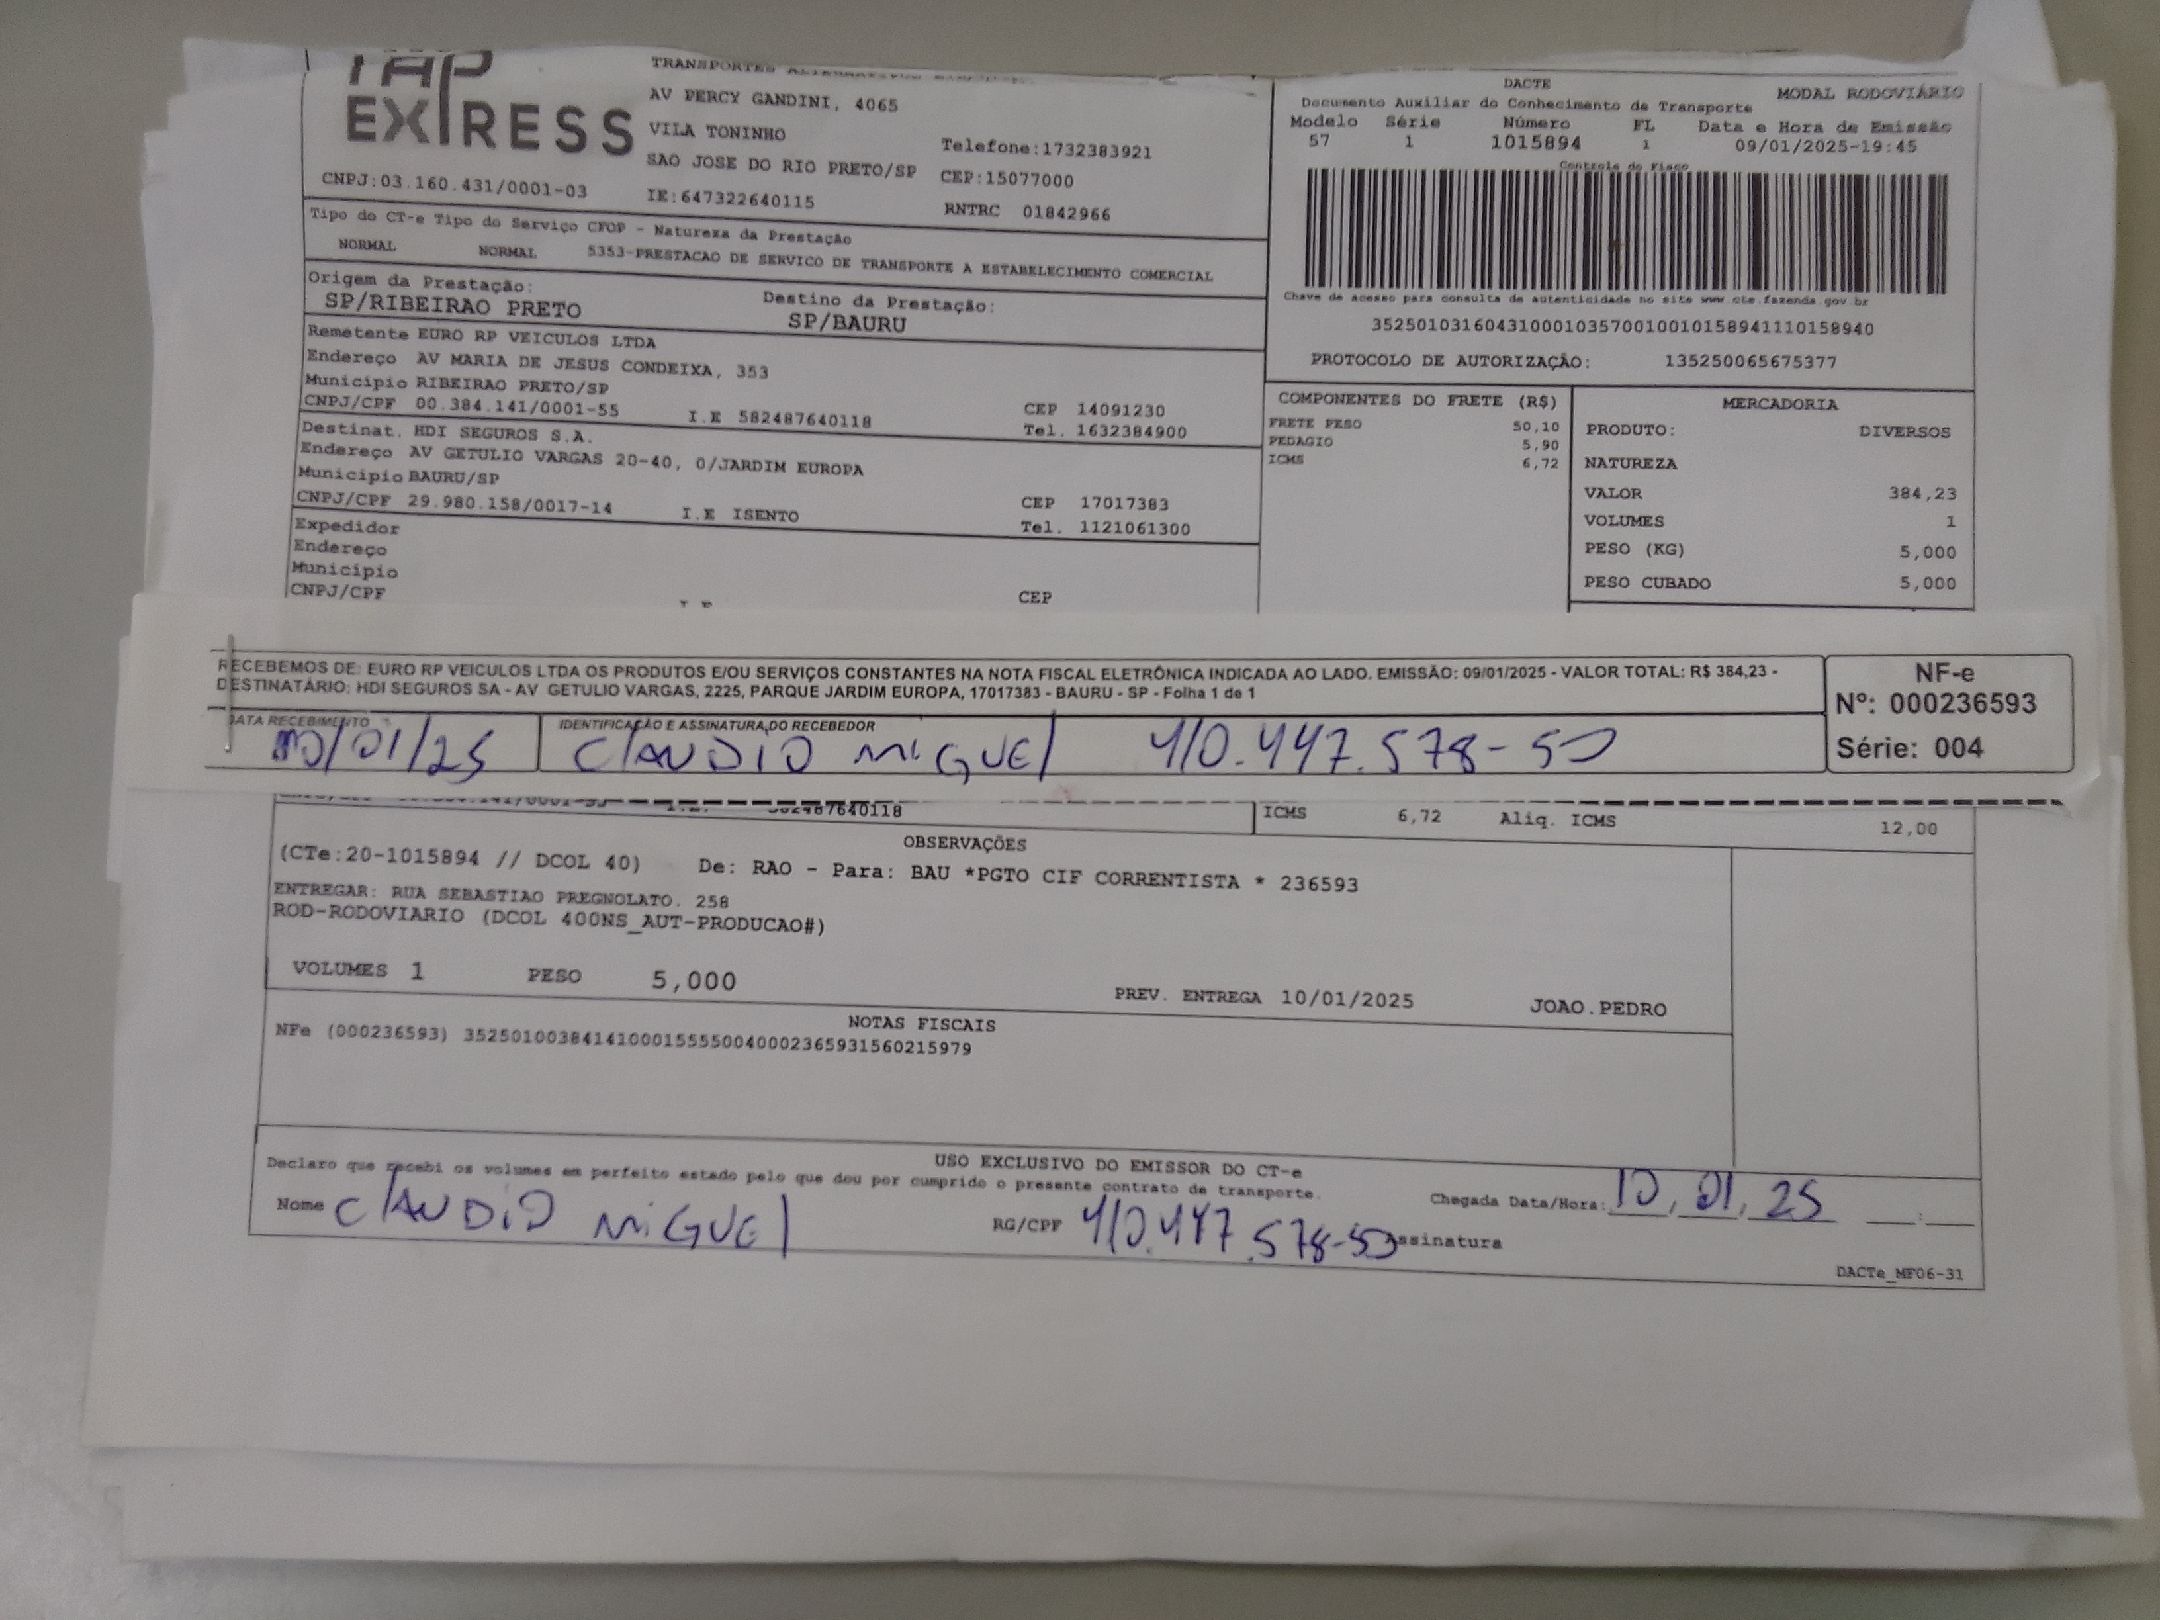 TAP
EXPRESS
TRANSPORTES
AV PERCY GANDINI, 4065
VILA TONINHO
SAO JOSE DO RIO PRETO/SP
Telefone:1732383921
CEP:15077000
CNPJ:03.160.431/0001-03
IE:647322640115
RNTRC 01842966
DACTE
MODAL RODOVIÁRIO
Documento Auxiliar do Conhecimento de Transporte
Modelo Série Número FL Data e Hora de Emissão
57 1 1015894 1 09/01/2025-19:45
Controle do Fisco
Chave de acesso para consulta de autenticidade no site www.cte.fazenda.gov.br
35250103160431000103570010010158941110158940
PROTOCOLO DE AUTORIZAÇÃO: 135250065675377
Tipo do CT-e Tipo do Serviço CFOP - Natureza da Prestação
NORMAL NORMAL 5353-PRESTACAO DE SERVICO DE TRANSPORTE A ESTABELECIMENTO COMERCIAL
Origem da Prestação: Destino da Prestação:
SP/RIBEIRAO PRETO SP/BAURU
Remetente EURO RP VEICULOS LTDA
Endereço AV MARIA DE JESUS CONDEIXA, 353
Município RIBEIRAO PRETO/SP
CEP 14091230
CNPJ/CPF 00.384.141/0001-55 I.E 582487640118 Tel. 1632384900
Destinat. HDI SEGUROS S.A.
Endereço AV GETULIO VARGAS 20-40, 0/JARDIM EUROPA
Município BAURU/SP
CEP 17017383
CNPJ/CPF 29.980.158/0017-14 I.E ISENTO Tel. 1121061300
Expedidor
Endereço
Município
CNPJ/CPF CEP
COMPONENTES DO FRETE (R$)
FRETE PESO 50,10
PEDAGIO 5,90
ICMS 6,72
MERCADORIA
PRODUTO: DIVERSOS
NATUREZA
VALOR 384,23
VOLUMES 1
PESO (KG) 5,000
PESO CUBADO 5,000
RECEBEMOS DE: EURO RP VEICULOS LTDA OS PRODUTOS E/OU SERVIÇOS CONSTANTES NA NOTA FISCAL ELETRÔNICA INDICADA AO LADO. EMISSÃO: 09/01/2025 - VALOR TOTAL: R$ 384,23 -
DESTINATÁRIO: HDI SEGUROS SA - AV GETULIO VARGAS, 2225, PARQUE JARDIM EUROPA, 17017383 - BAURU - SP - Folha 1 de 1
NF-e
Nº: 000236593
Série: 004
DATA RECEBIMENTO IDENTIFICAÇÃO E ASSINATURA DO RECEBEDOR
10/01/25 CLAUDIO MIGUEL 410.447.578-50
582487640118
ICMS 6,72 Aliq. ICMS 12,00
OBSERVAÇÕES
(CTe:20-1015894 // DCOL 40) De: RAO - Para: BAU *PGTO CIF CORRENTISTA * 236593
ENTREGAR: RUA SEBASTIAO PREGNOLATO. 258
ROD-RODOVIARIO (DCOL 400NS_AUT-PRODUCAO#)
VOLUMES 1 PESO 5,000 PREV. ENTREGA 10/01/2025 JOAO.PEDRO
NOTAS FISCAIS
NFe (000236593) 35250100384141000155550040002365931560215979
USO EXCLUSIVO DO EMISSOR DO CT-e
Declaro que recebi os volumes em perfeito estado pelo que dou por cumprido o presente contrato de transporte.
Chegada Data/Hora: 10, 01, 25 :
Nome CLAUDIO MIGUEL RG/CPF 410.447.578-50 Assinatura
DACTe_MF06-31